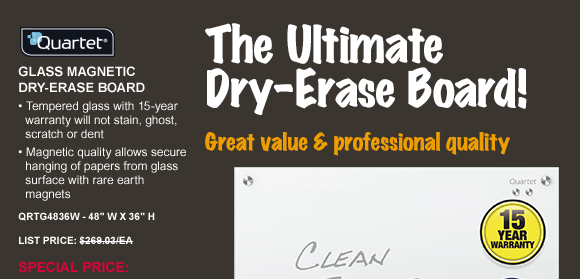 Quartet®
GLASS MAGNETIC
DRY-ERASE BOARD
• Tempered glass with 15-year
warranty will not stain, ghost,
scratch or dent
• Magnetic quality allows secure
hanging of papers from glass
surface with rare earth
magnets
QRTG4836W - 48" W X 36" H
LIST PRICE: $269.03/EA
SPECIAL PRICE:
The Ultimate
Dry-Erase Board!
Great value & professional quality
Quartet
15
YEAR
WARRANTY
CLEAN